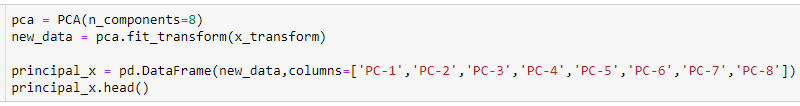 pca = PCA(n_components=8)
new_data = pca.fit_transform(x_transform)
principal_x = pd.DataFrame(new_data,columns=['PC-1','PC-2','PC-3','PC-4','PC-5','PC-6','PC-7','PC-8'])
principal_x.head()